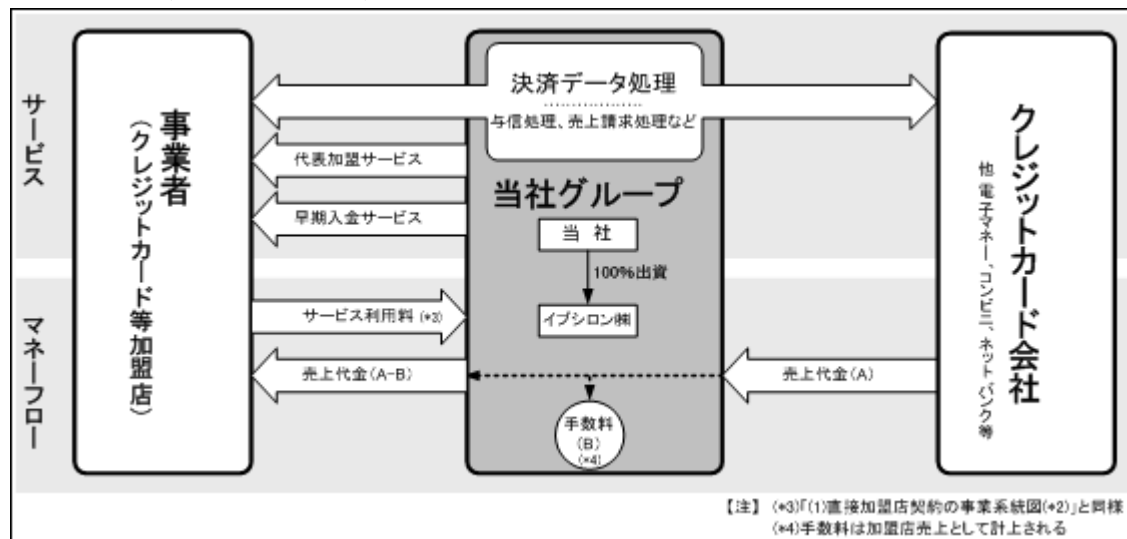 サービス
マネーフロー
事業者
（クレジットカード等加盟店）
決済データ処理
与信処理、売上請求処理など
代表加盟サービス
早期入金サービス
当社グループ
当 社
100%出資
イプシロン㈱
サービス利用料 (*3)
売上代金(A-B)
売上代金(A)
手数料
(B)
(*4)
クレジットカード会社
他 電子マネー、コンビニ、ネットバンク等
【注】 (*3)「(1)直接加盟店契約の事業系統図(*2)」と同様
(*4)手数料は加盟店売上として計上される